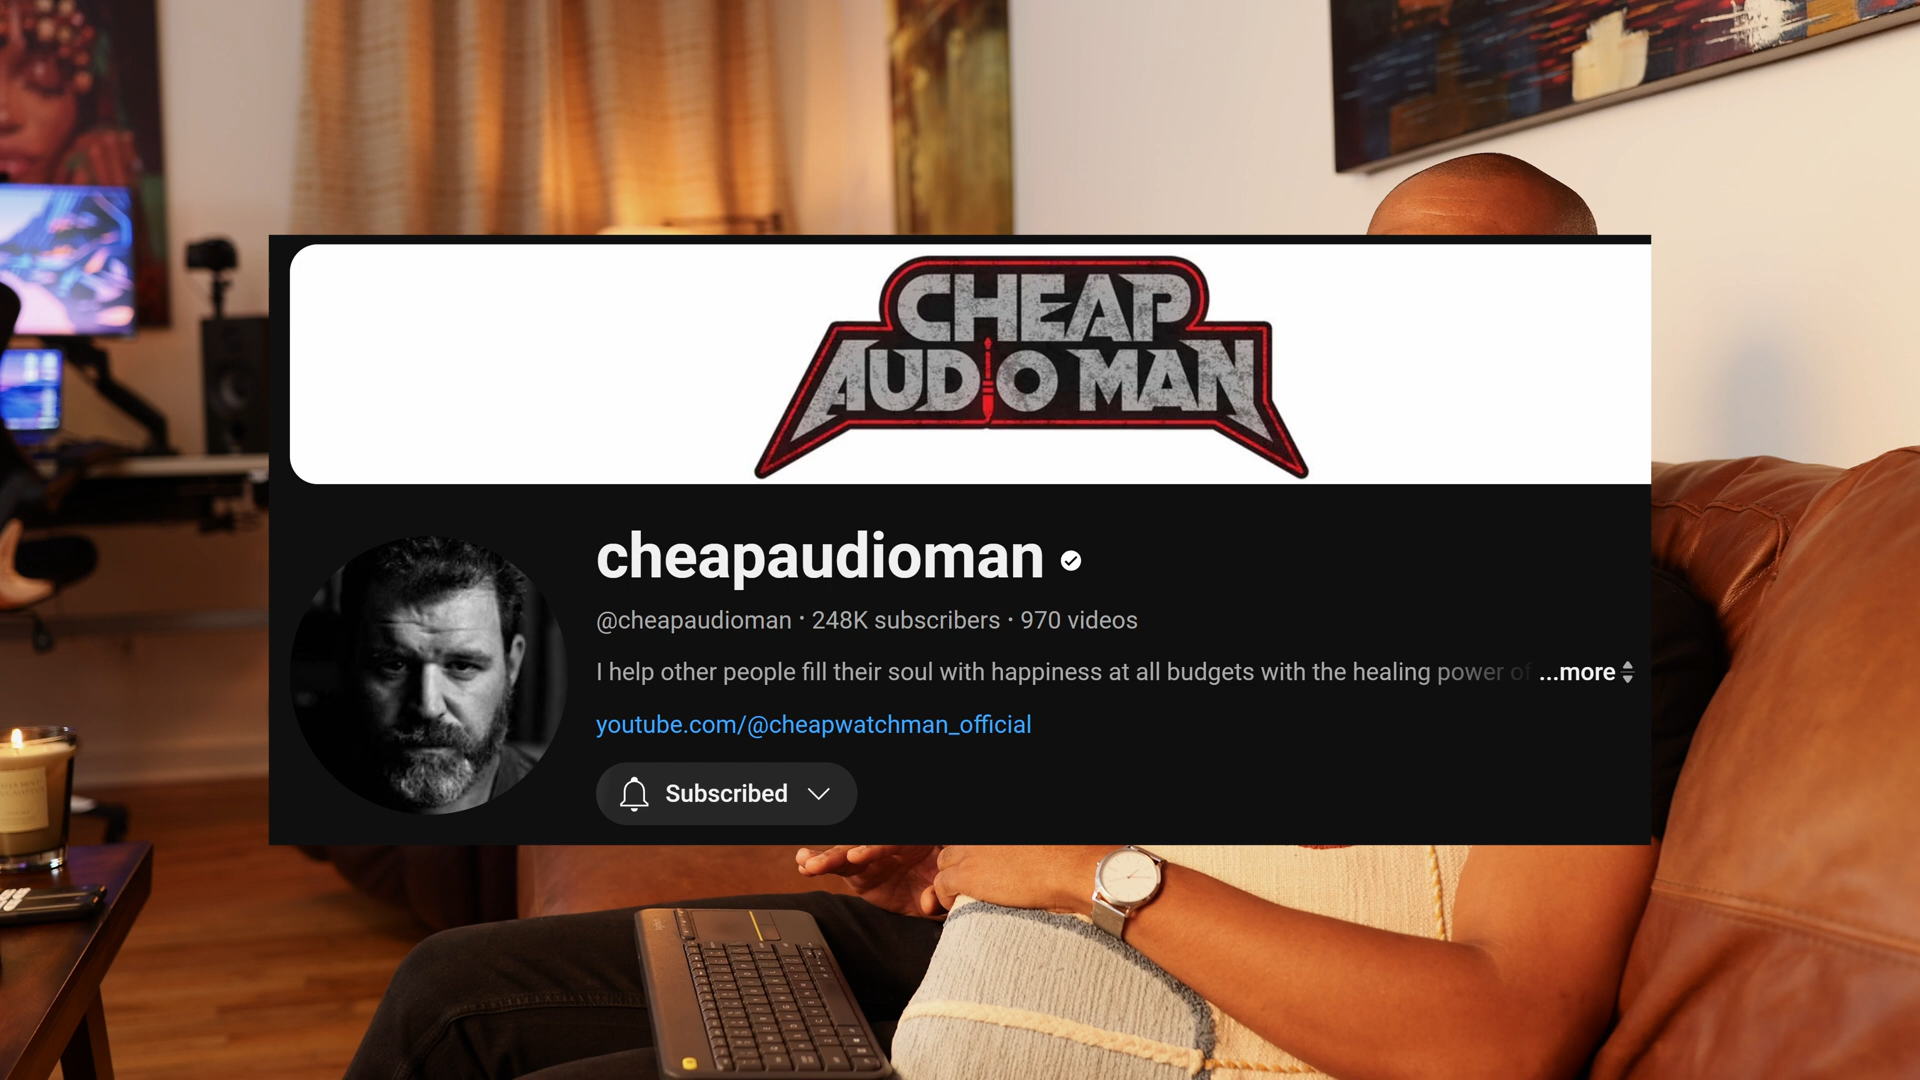 CHEAP
AUDIO MAN
cheapaudioman
@cheapaudioman · 248K subscribers · 970 videos
I help other people fill their soul with happiness at all budgets with the healing power of ...more
youtube.com/@cheapwatchman_official
Subscribed